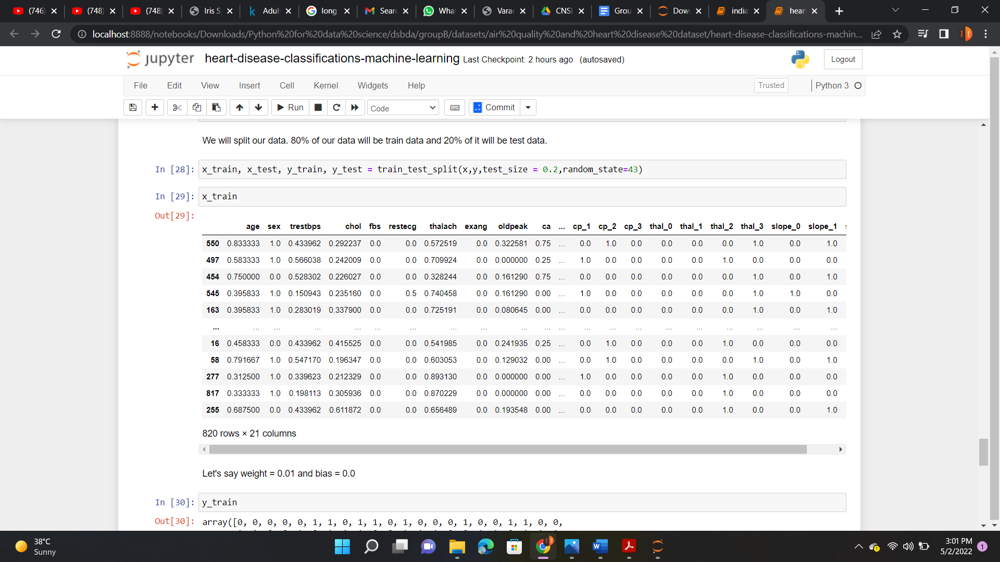 (746) (748) (748) Iris S Adul long Sear What Varac CNSL Grou Dow india hear
localhost:8888/notebooks/Downloads/Python%20for%20data%20science/dsbda/groupB/datasets/air%20quality%20and%20heart%20disease%20dataset/heart-disease-classifications-machin...
jupyter heart-disease-classifications-machine-learning Last Checkpoint: 2 hours ago (autosaved) Logout
File Edit View Insert Cell Kernel Widgets Help Trusted Python 3
Run Code Commit
We will split our data. 80% of our data will be train data and 20% of it will be test data.
In [28]: x_train, x_test, y_train, y_test = train_test_split(x,y,test_size = 0.2,random_state=43)
In [29]: x_train
Out[29]:
age sex trestbps chol fbs restecg thalach exang oldpeak ca ... cp_1 cp_2 cp_3 thal_0 thal_1 thal_2 thal_3 slope_0 slope_1
550 0.833333 1.0 0.433962 0.292237 0.0 0.0 0.572519 0.0 0.322581 0.75 ... 0.0 1.0 0.0 0.0 0.0 0.0 1.0 0.0 1.0
497 0.583333 1.0 0.566038 0.242009 0.0 0.0 0.709924 0.0 0.000000 0.25 ... 1.0 0.0 0.0 0.0 0.0 1.0 0.0 0.0 0.0
454 0.750000 0.0 0.528302 0.226027 0.0 0.0 0.328244 0.0 0.161290 0.75 ... 0.0 0.0 0.0 0.0 0.0 0.0 1.0 0.0 1.0
545 0.395833 1.0 0.150943 0.235160 0.0 0.5 0.740458 0.0 0.161290 0.00 ... 1.0 0.0 0.0 0.0 0.0 0.0 1.0 1.0 0.0
163 0.395833 1.0 0.283019 0.337900 0.0 0.0 0.725191 0.0 0.080645 0.00 ... 0.0 0.0 0.0 0.0 0.0 0.0 1.0 0.0 1.0
... ... ... ... ... ... ... ... ... ... ... ... ... ... ... ... ... ... ... ... ...
16 0.458333 0.0 0.433962 0.415525 0.0 0.0 0.541985 0.0 0.241935 0.25 ... 0.0 1.0 0.0 0.0 0.0 1.0 0.0 0.0 0.0
58 0.791667 1.0 0.547170 0.196347 0.0 0.0 0.603053 0.0 0.129032 0.00 ... 0.0 1.0 0.0 0.0 0.0 0.0 1.0 0.0 1.0
277 0.312500 1.0 0.339623 0.212329 0.0 0.0 0.893130 0.0 0.000000 0.00 ... 1.0 0.0 0.0 0.0 0.0 1.0 0.0 0.0 0.0
817 0.333333 1.0 0.198113 0.305936 0.0 0.0 0.870229 0.0 0.000000 0.00 ... 0.0 0.0 0.0 0.0 0.0 1.0 0.0 0.0 0.0
255 0.687500 0.0 0.433962 0.611872 0.0 0.0 0.656489 0.0 0.193548 0.00 ... 0.0 0.0 0.0 0.0 0.0 1.0 0.0 0.0 1.0
820 rows × 21 columns
Let's say weight = 0.01 and bias = 0.0
In [30]: y_train
Out[30]: array([0, 0, 0, 0, 0, 1, 1, 0, 1, 1, 0, 1, 0, 0, 0, 1, 0, 0, 1, 1, 0, 0,
38°C
Sunny
3:01 PM
5/2/2022
1